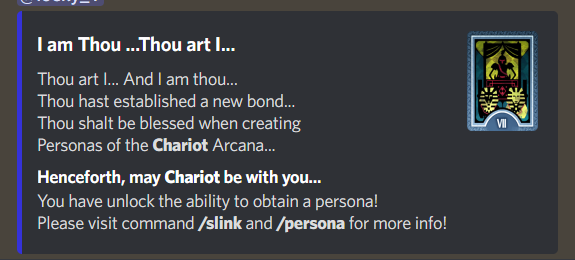 I am Thou ...Thou art I...
Thou art I... And I am thou...
Thou hast established a new bond...
Thou shalt be blessed when creating
Personas of the Chariot Arcana...
VII
Henceforth, may Chariot be with you...
You have unlock the ability to obtain a persona!
Please visit command /slink and /persona for more info!